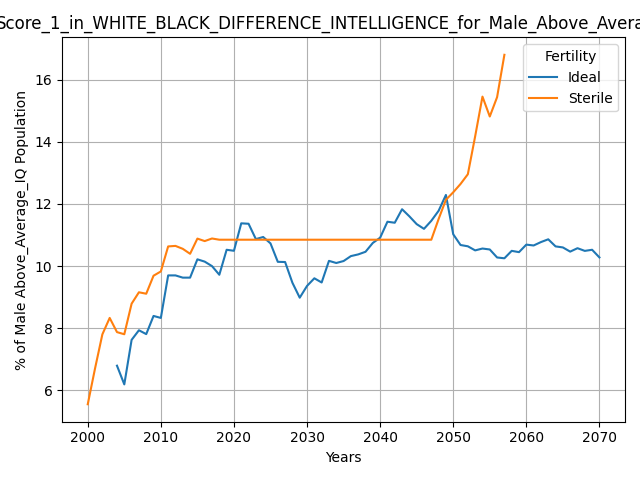 Score_1_in_WHITE_BLACK_DIFFERENCE_INTELLIGENCE_for_Male_Above_Avera
Fertility
Ideal
Sterile
% of Male Above_Average_IQ Population
16
14
12
10
8
6
2000 2010 2020 2030 2040 2050 2060 2070
Years